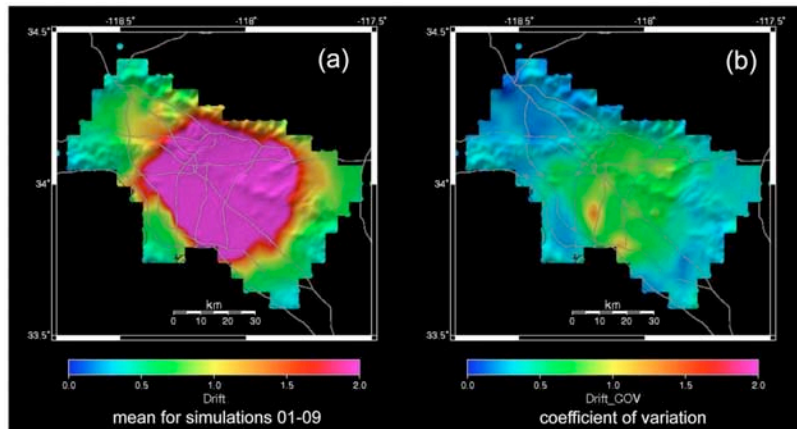 -118.5° -118° -117.5°
34.5°
34°
33.5°
(a)
km
0 10 20 30
0.0 0.5 1.0 1.5 2.0
Drift
mean for simulations 01-09
-118.5° -118° -117.5°
34.5°
34°
33.5°
(b)
km
0 10 20 30
0.0 0.5 1.0 1.5 2.0
Drift_COV
coefficient of variation